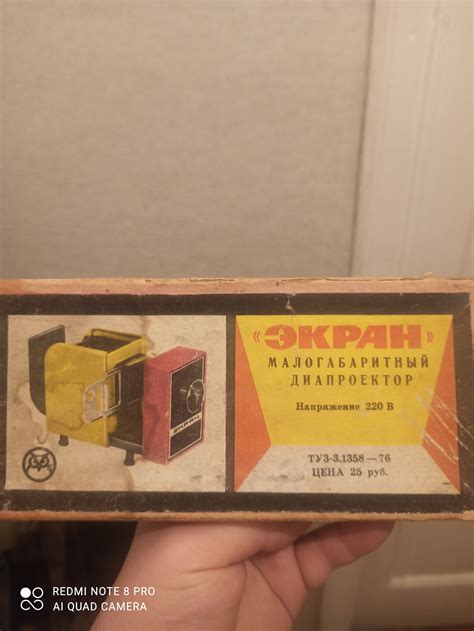 «ЭКРАН»
МАЛОГАБАРИТНЫЙ
ДИАПРОЕКТОР
Напряжение 220 В
ТУ3-3.1358—76
ЦЕНА 25 руб.
ЭКРАН
REDMI NOTE 8 PRO
AI QUAD CAMERA